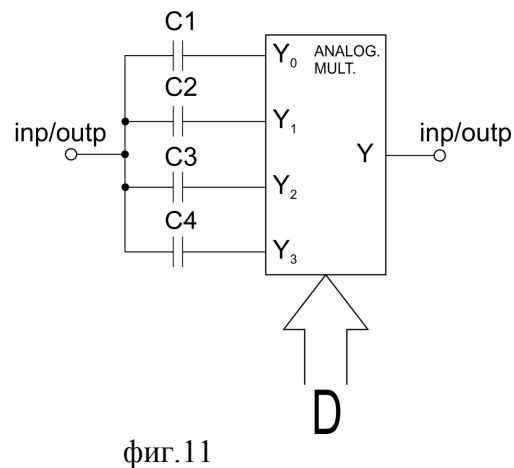 C1
Y₀ ANALOG.
MULT.
C2
Y₁
inp/outp
inp/outp
C3
Y
Y₂
C4
Y₃
D
фиг.11